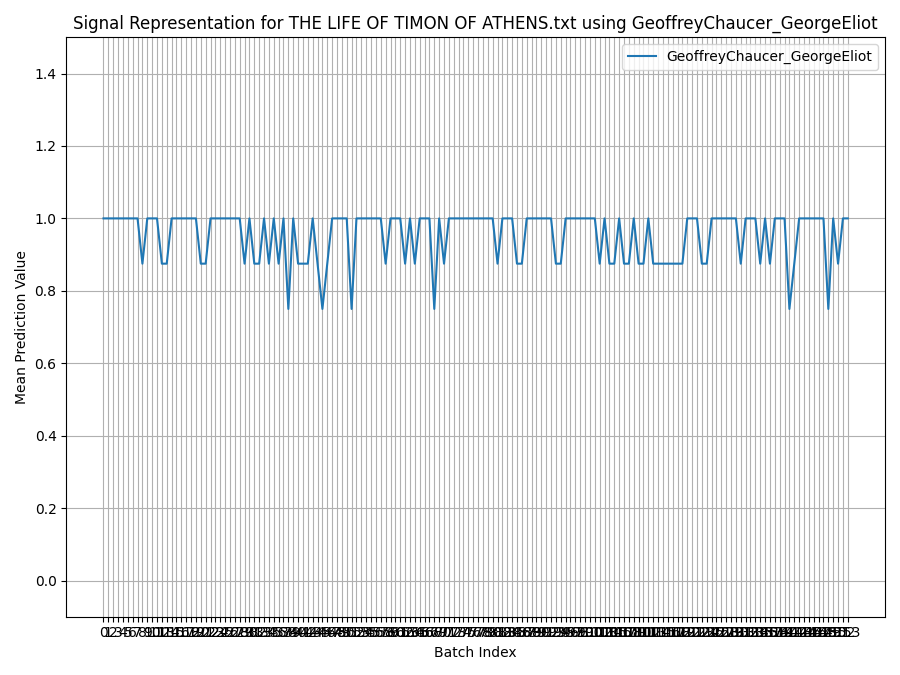 Signal Representation for THE LIFE OF TIMON OF ATHENS.txt using GeoffreyChaucer_GeorgeEliot
GeoffreyChaucer_GeorgeEliot
1.4
1.2
1.0
0.8
0.6
0.4
0.2
0.0
Mean Prediction Value
Batch Index